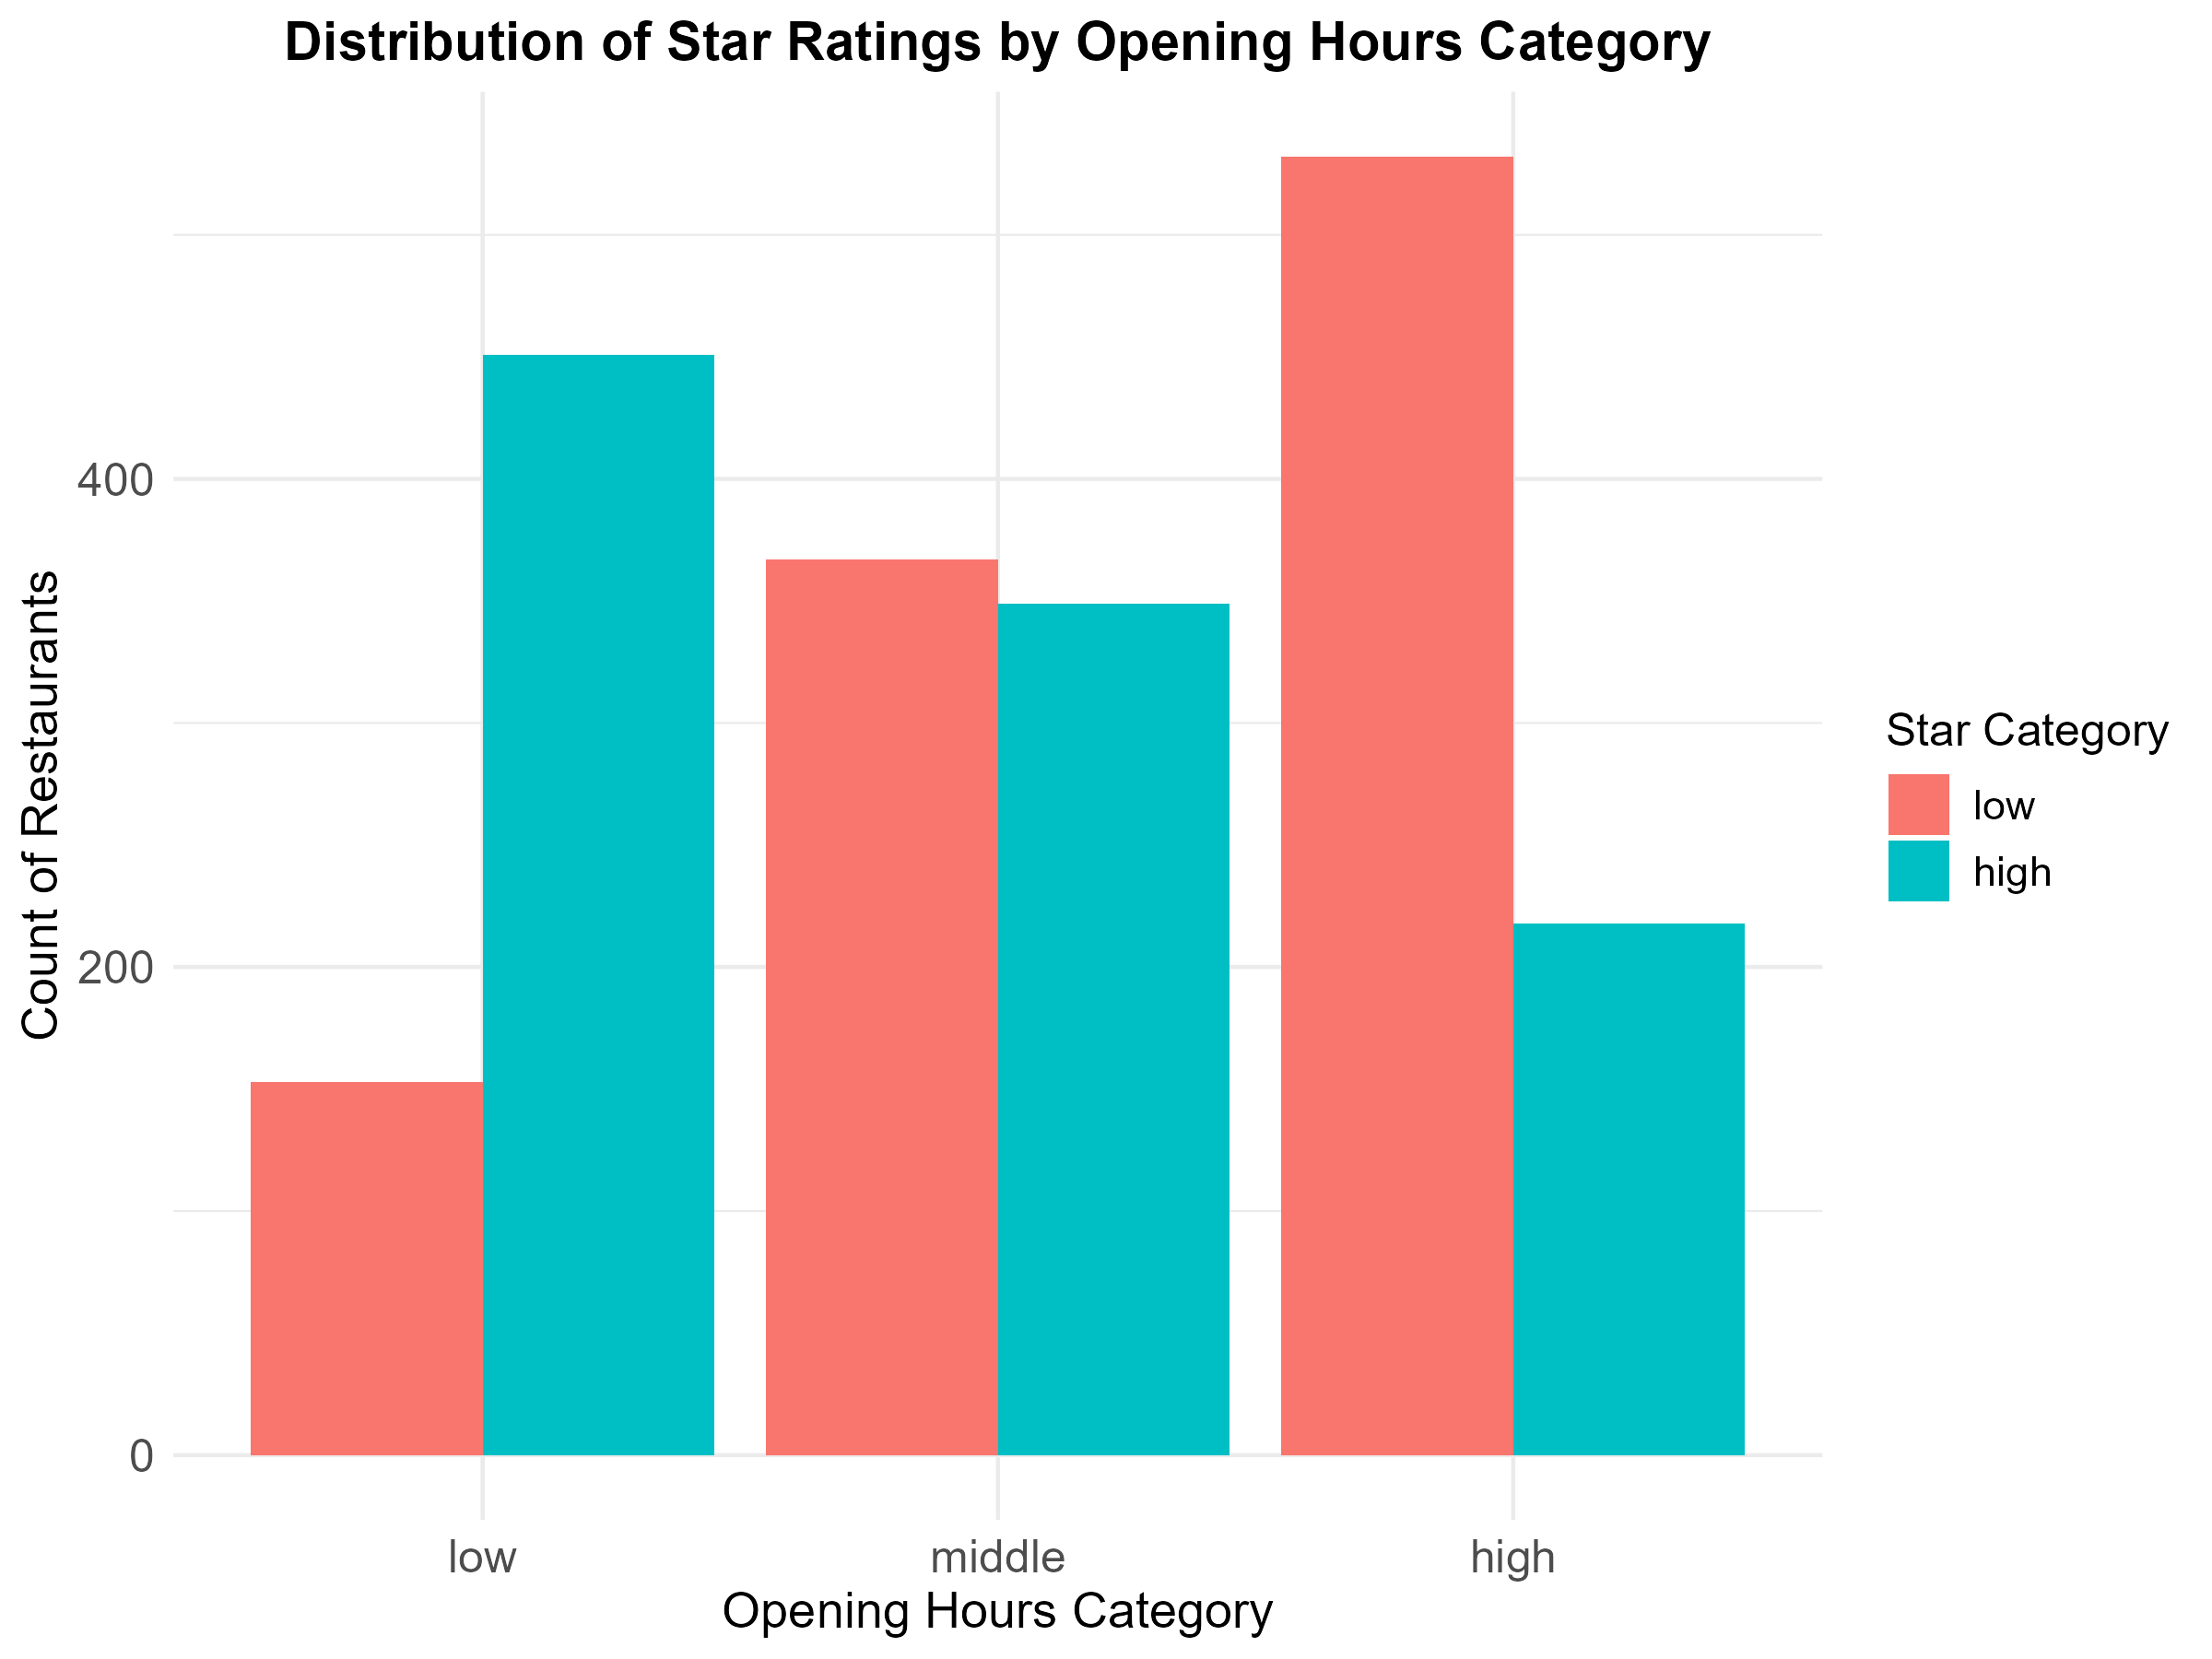 Distribution of Star Ratings by Opening Hours Category
Count of Restaurants
400
200
0
low
middle
high
Opening Hours Category
Star Category
low
high